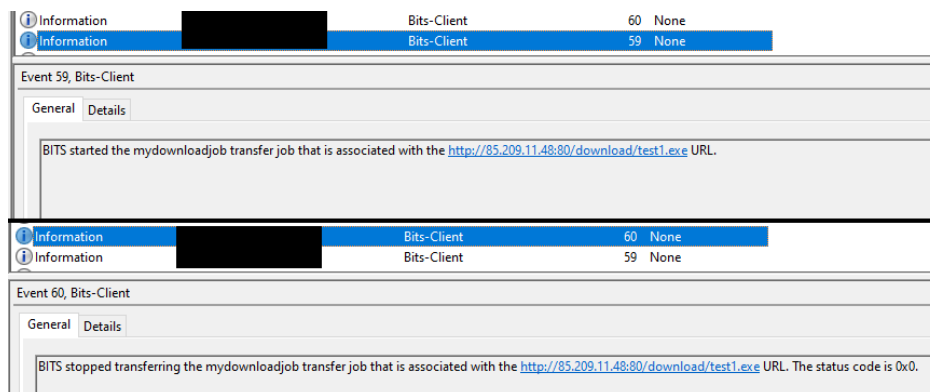 Information Bits-Client 60 None
Information Bits-Client 59 None
Event 59, Bits-Client
General Details
BITS started the mydownloadjob transfer job that is associated with the http://85.209.11.48:80/download/test1.exe URL.
Information Bits-Client 60 None
Information Bits-Client 59 None
Event 60, Bits-Client
General Details
BITS stopped transferring the mydownloadjob transfer job that is associated with the http://85.209.11.48:80/download/test1.exe URL. The status code is 0x0.